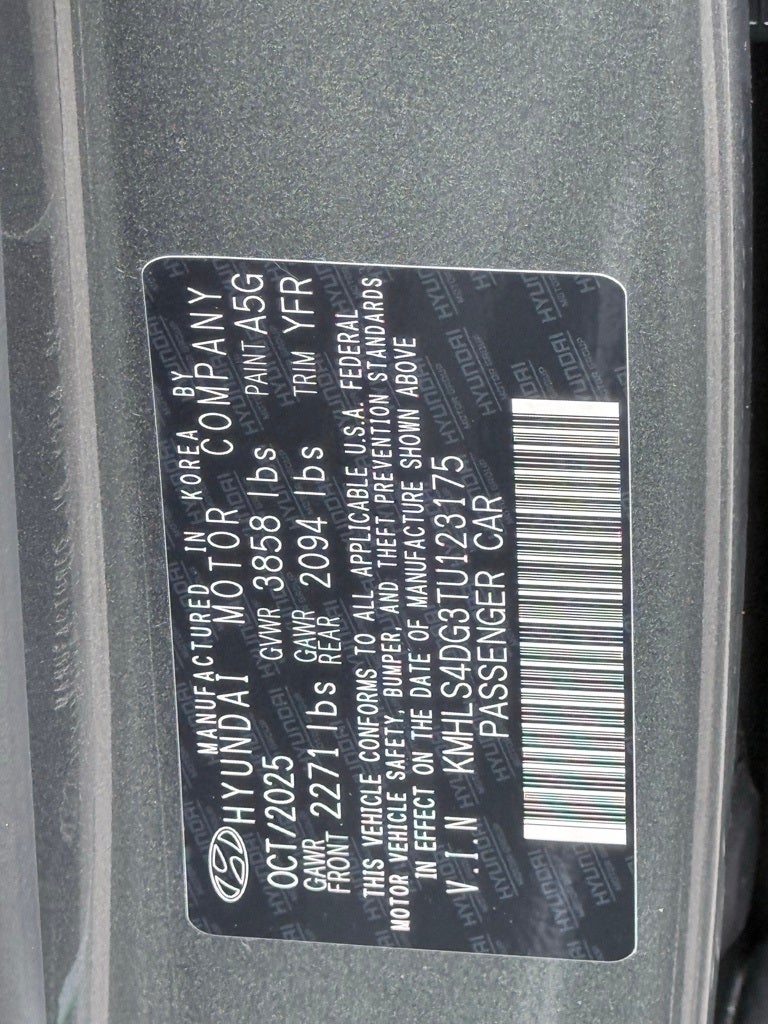 MANUFACTURED IN KOREA BY
HYUNDAI MOTOR COMPANY
OCT/2025 GVWR 3858 lbs PAINT A5G
GAWR FRONT 2271 lbs GAWR REAR 2094 lbs TRIM YFR
THIS VEHICLE CONFORMS TO ALL APPLICABLE U.S.A. FEDERAL
MOTOR VEHICLE SAFETY, BUMPER, AND THEFT PREVENTION STANDARDS
IN EFFECT ON THE DATE OF MANUFACTURE SHOWN ABOVE
V.I.N KMHLS4DG3TU123175
PASSENGER CAR